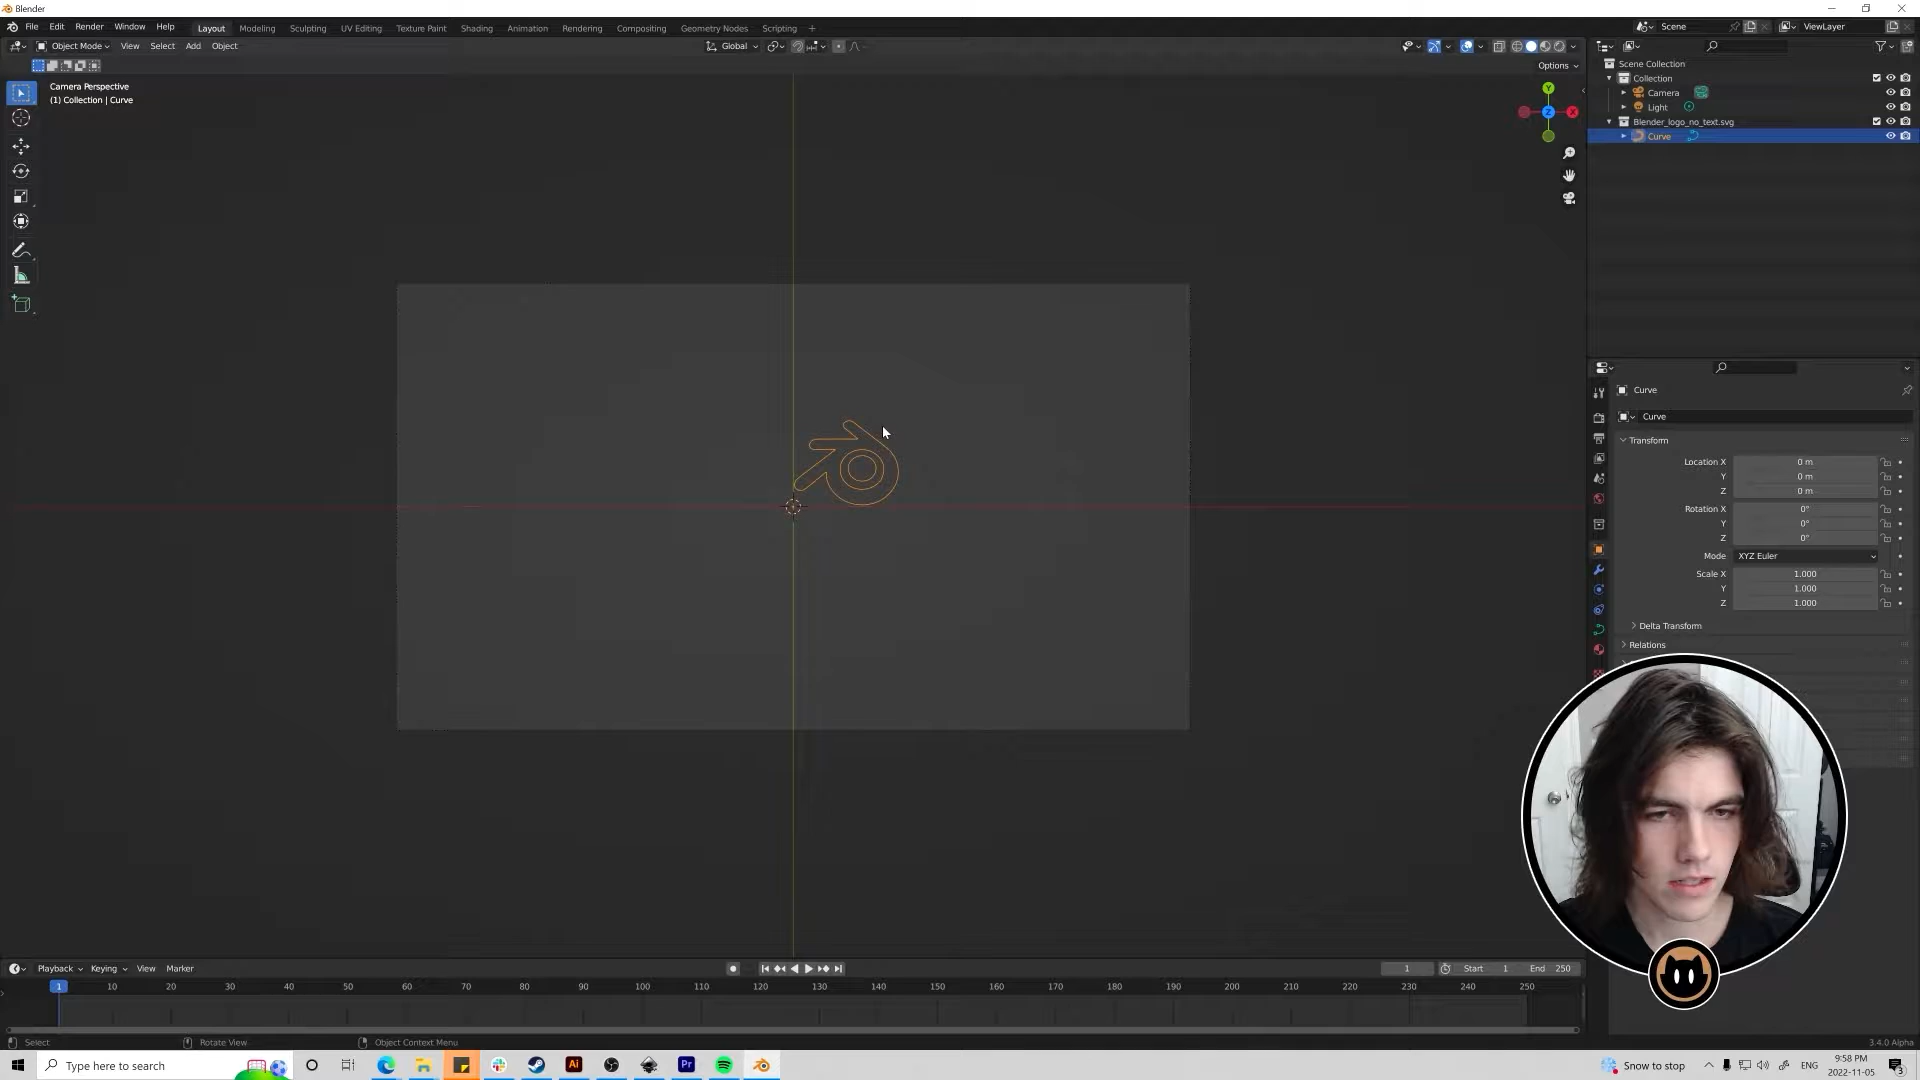 Blender
File Edit Render Window Help
Layout Modeling Sculpting UV Editing Texture Paint Shading Animation Rendering Compositing Geometry Nodes Scripting +
Scene
ViewLayer
Object Mode View Select Add Object
Global
Options
Camera Perspective
(1) Collection | Curve
Y
Z
X
Scene Collection
Collection
Camera
Light
Blender_logo_no_text.svg
Curve
Curve
Curve
Transform
Location X 0 m
Y 0 m
Z 0 m
Rotation X 0°
Y 0°
Z 0°
Mode XYZ Euler
Scale X 1.000
Y 1.000
Z 1.000
Delta Transform
Relations
Playback Keying View Marker
1 Start 1 End 250
1 10 20 30 40 50 60 70 80 90 100 110 120 130 140 150 160 170 180 190 200 210 220 230 240 250
Select Rotate View Object Context Menu
3.4.0 Alpha
Type here to search
Ai
Pr
Snow to stop
ENG
9:58 PM
2022-11-05
3